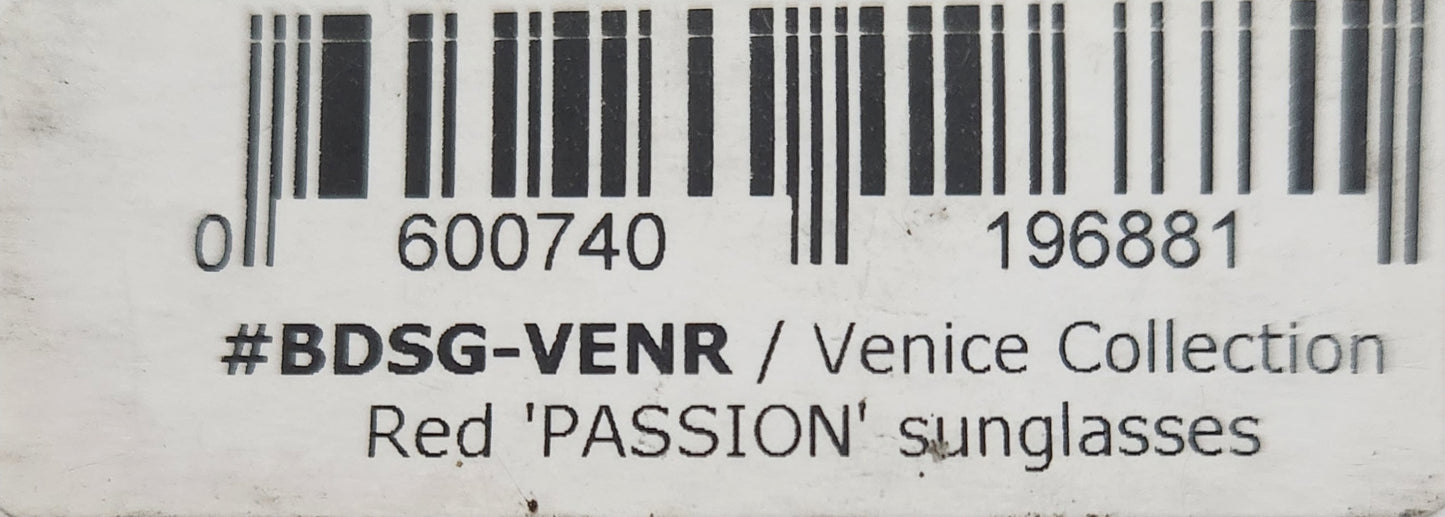 0 600740 196881
#BDSG-VENR / Venice Collection
Red 'PASSION' sunglasses